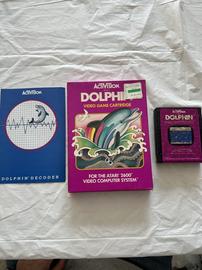 ACTIVISION
DOLPHIN DECODER
ACTIVISION
DOLPHIN
VIDEO GAME CARTRIDGE
FOR THE ATARI 2600
VIDEO COMPUTER SYSTEM
ACTIVISION
DOLPHIN